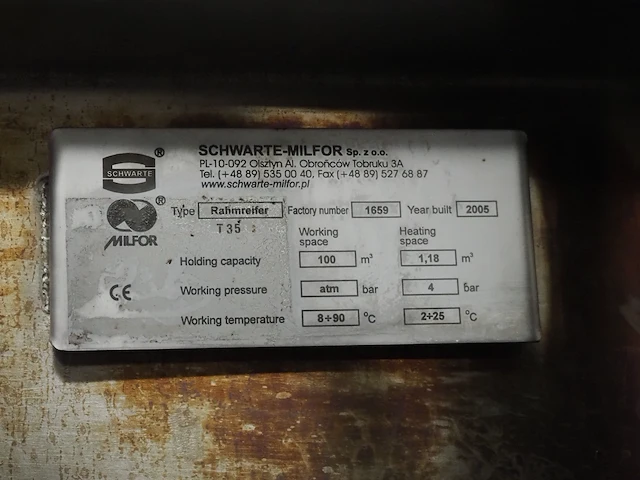 SCHWARTE-MILFOR Sp. z o.o.
PL-10-092 Olsztyn Al. Obrońców Tobruku 3A
Tel. (+48 89) 535 00 40, Fax (+48 89) 527 68 87
www.schwarte-milfor.pl
SCHWARTE ®
MILFOR ®
Type Rahmreifer Factory number 1659 Year built 2005
T35
Working space Heating space
Holding capacity 100 m³ 1,18 m³
CE Working pressure atm bar 4 bar
Working temperature 8÷90 °C 2÷25 °C